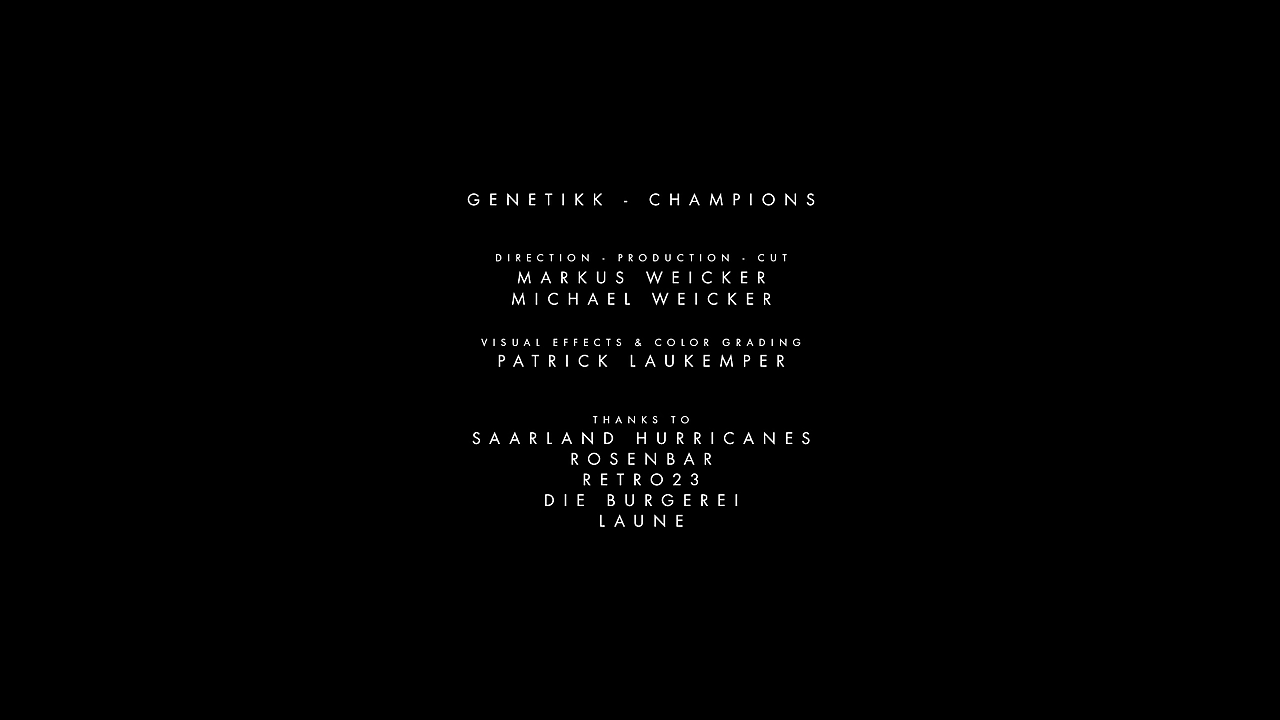 GENETIKK - CHAMPIONS
DIRECTION - PRODUCTION - CUT
MARKUS WEICKER
MICHAEL WEICKER
VISUAL EFFECTS & COLOR GRADING
PATRICK LAUKEMPER
THANKS TO
SAARLAND HURRICANES
ROSENBAR
RETRO23
DIE BURGEREI
LAUNE